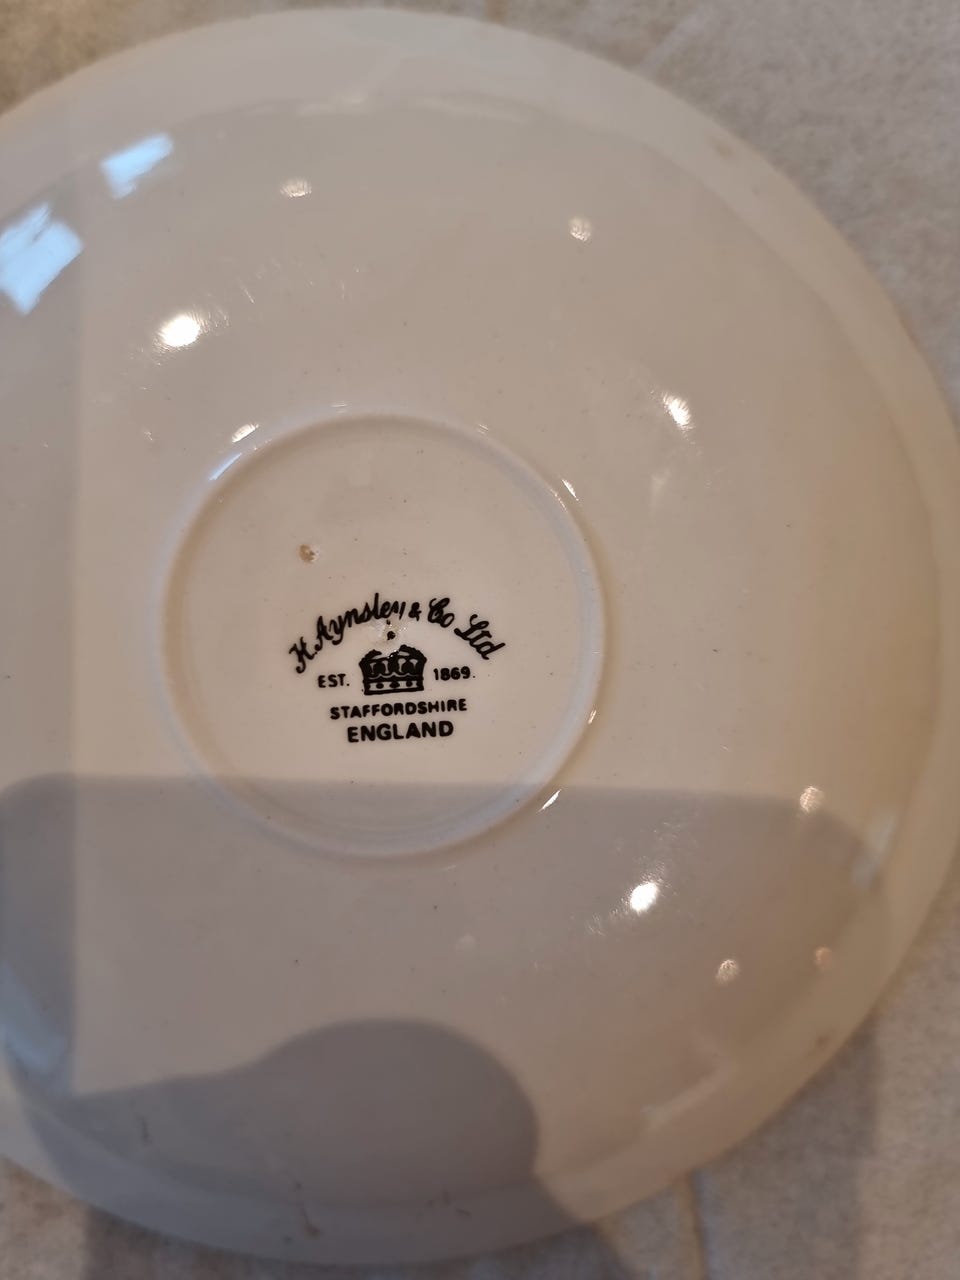 H. Aynsley & Co Ltd
EST. 1869.
STAFFORDSHIRE
ENGLAND